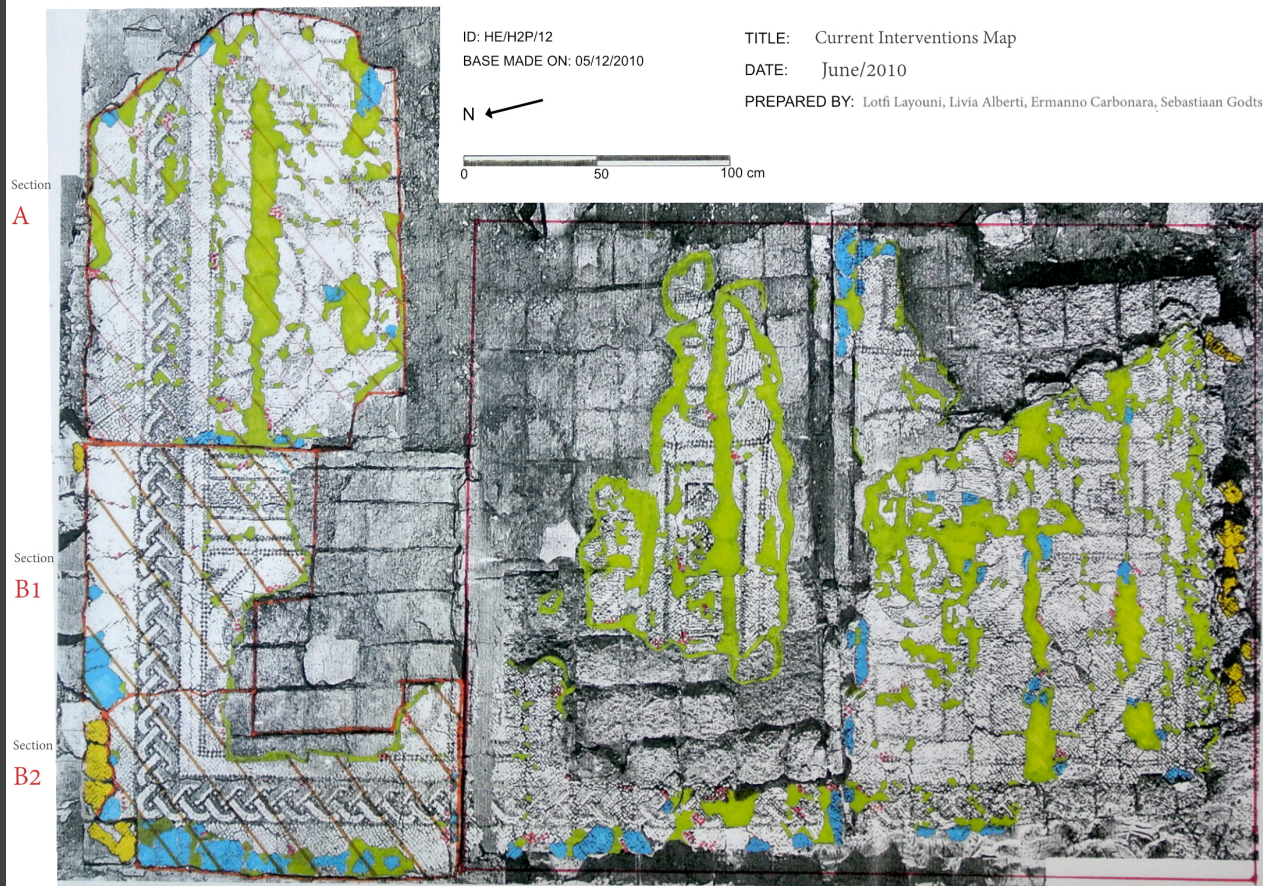 ID: HE/H2P/12
BASE MADE ON: 05/12/2010
N
0 50 100 cm
TITLE: Current Interventions Map
DATE: June/2010
PREPARED BY: Lotfi Layouni, Livia Alberti, Ermanno Carbonara, Sebastiaan Godts
Section
A
Section
B1
Section
B2